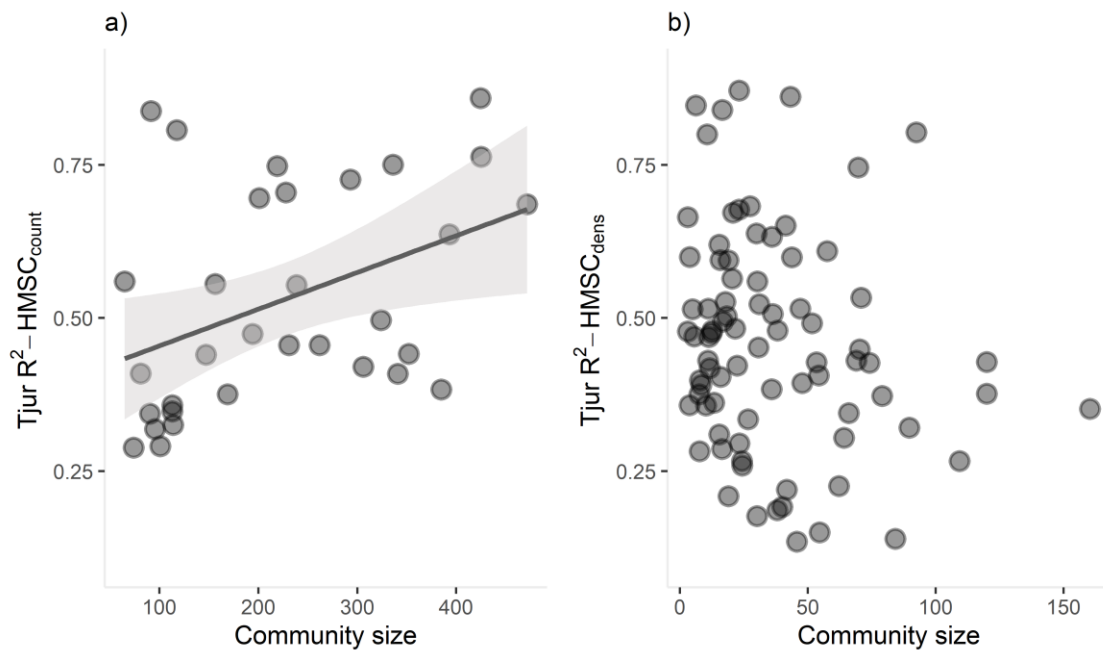 a)
Tjur R²−HMSCcount
0.75
0.50
0.25
100 200 300 400
Community size
b)
Tjur R²−HMSCdens
0.75
0.50
0.25
0 50 100 150
Community size